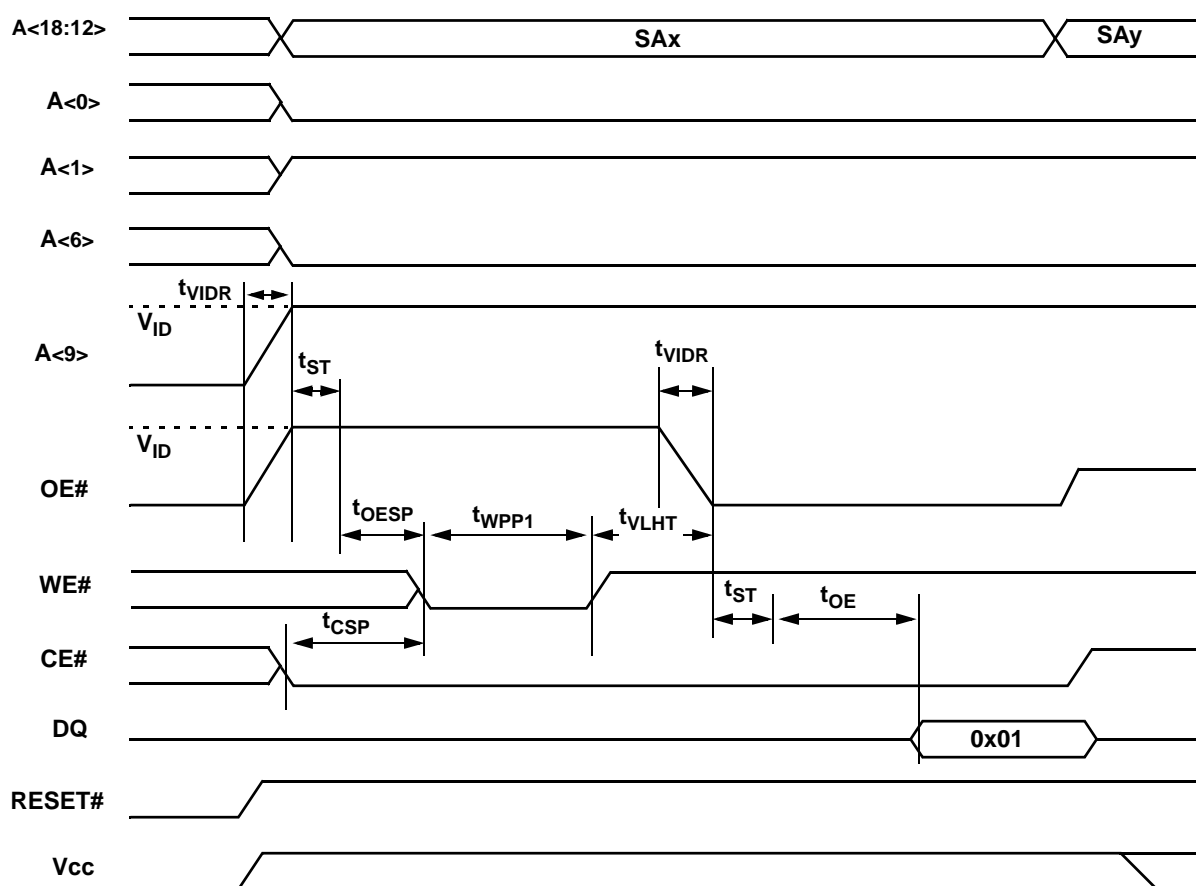 A<18:12> SAx SAy
A<0>
A<1>
A<6>
tVIDR
VID
A<9> tST tVIDR
VID
OE#
tOESP tWPP1 tVLHT
WE#
tST tOE
tCSP
CE#
DQ 0x01
RESET#
Vcc